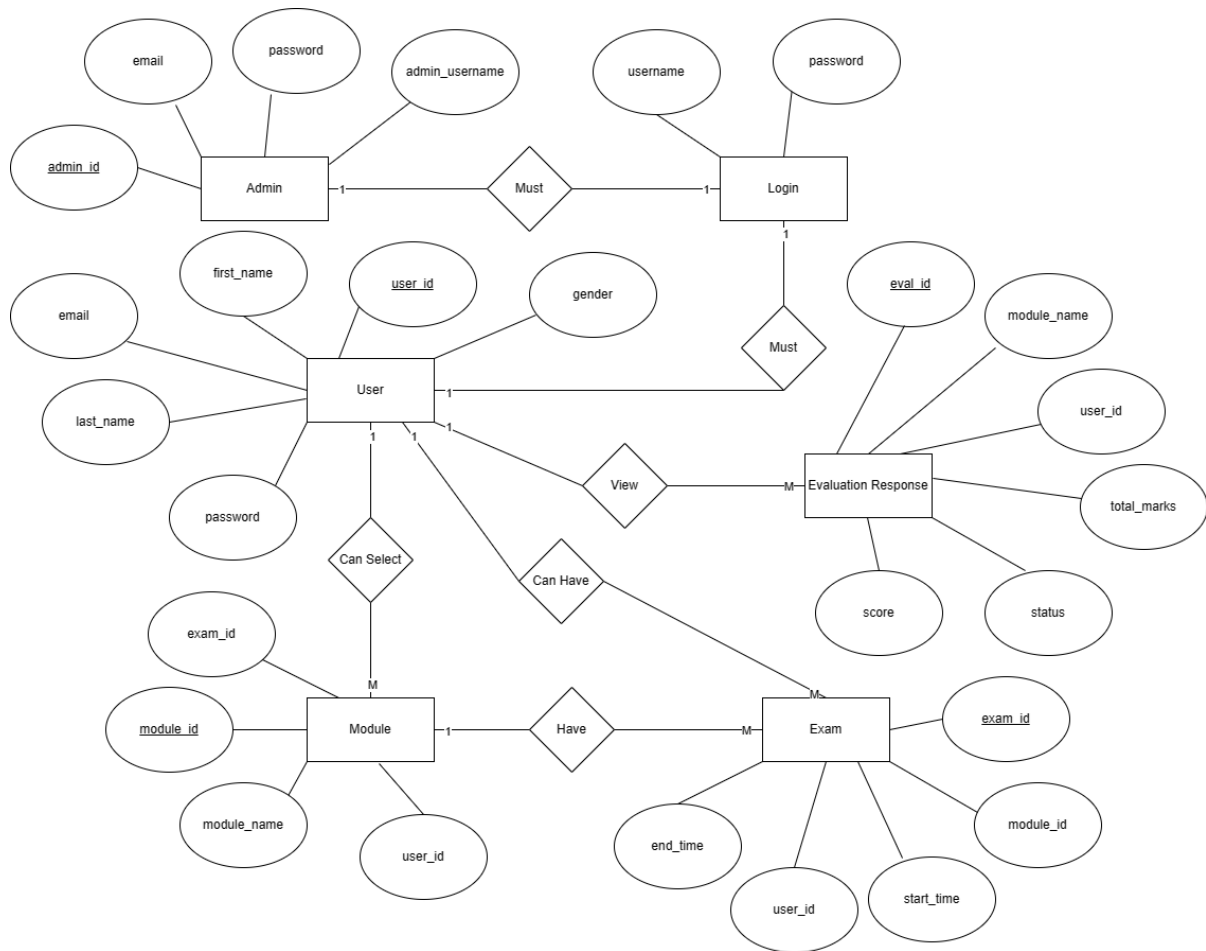 email
password
admin_username
username
password
admin_id
Admin
1
Must
1
Login
1
first_name
user_id
gender
eval_id
email
module_name
Must
User
1
last_name
1
1
1
user_id
View
M
Evaluation Response
password
total_marks
Can Select
Can Have
score
status
exam_id
M
M
module_id
Module
1
Have
M
Exam
exam_id
module_name
end_time
module_id
user_id
user_id
start_time